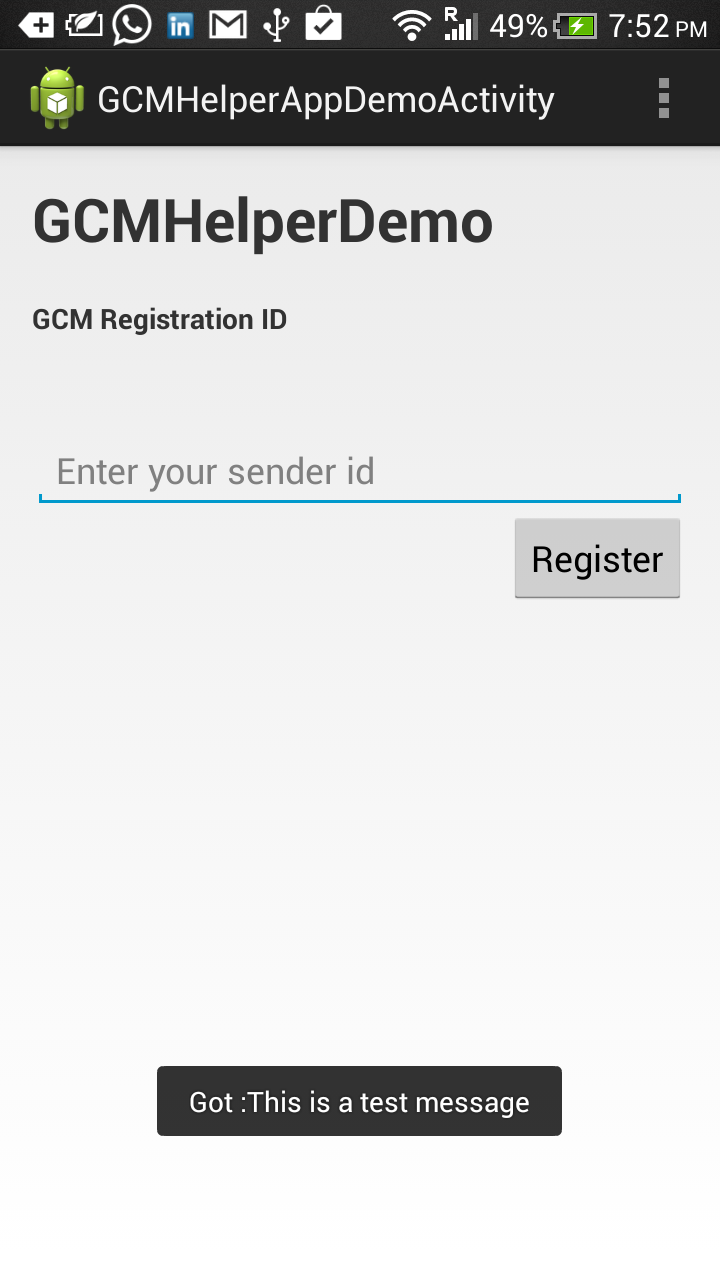 R 49% 7:52 PM
GCMHelperAppDemoActivity
GCMHelperDemo
GCM Registration ID
Enter your sender id
Register
Got :This is a test message